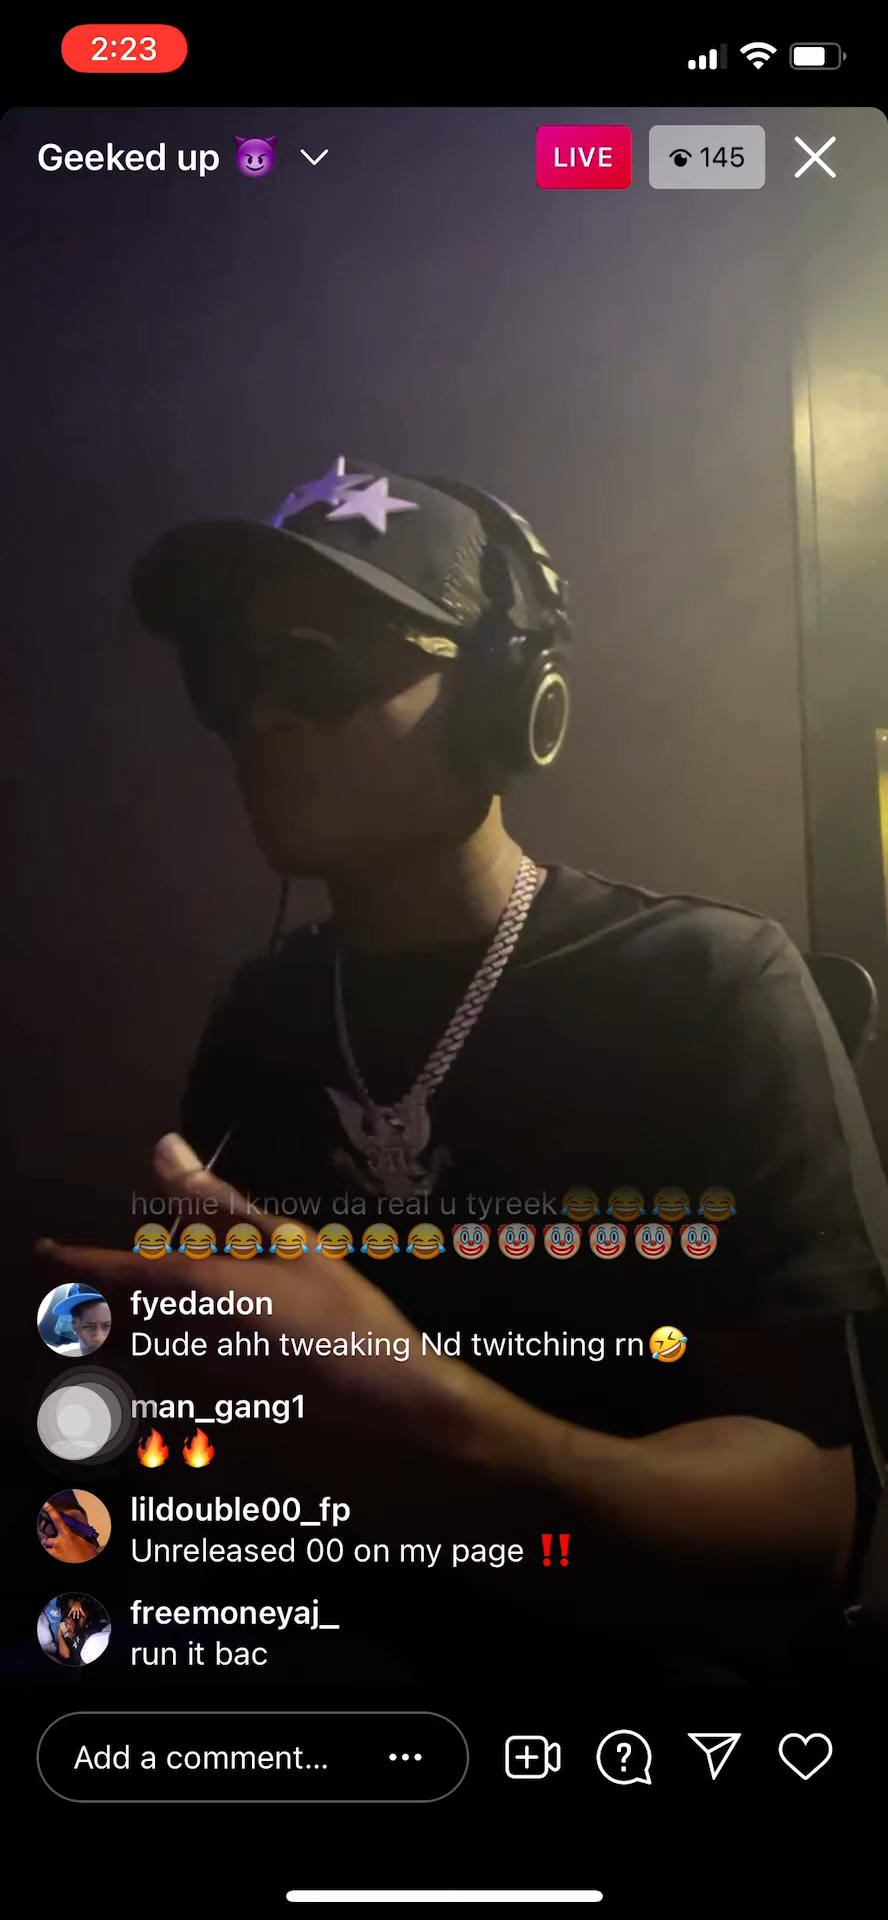 2:23
Geeked up 😈
LIVE
145
homie I know da real u tyreek😂😂😂😂
😂😂😂😂😂😂😂🤡🤡🤡🤡🤡🤡
fyedadon
Dude ahh tweaking Nd twitching rn🤣
man_gang1
🔥 🔥
lildouble00_fp
Unreleased 00 on my page ‼️
freemoneyaj_
run it bac
Add a comment...